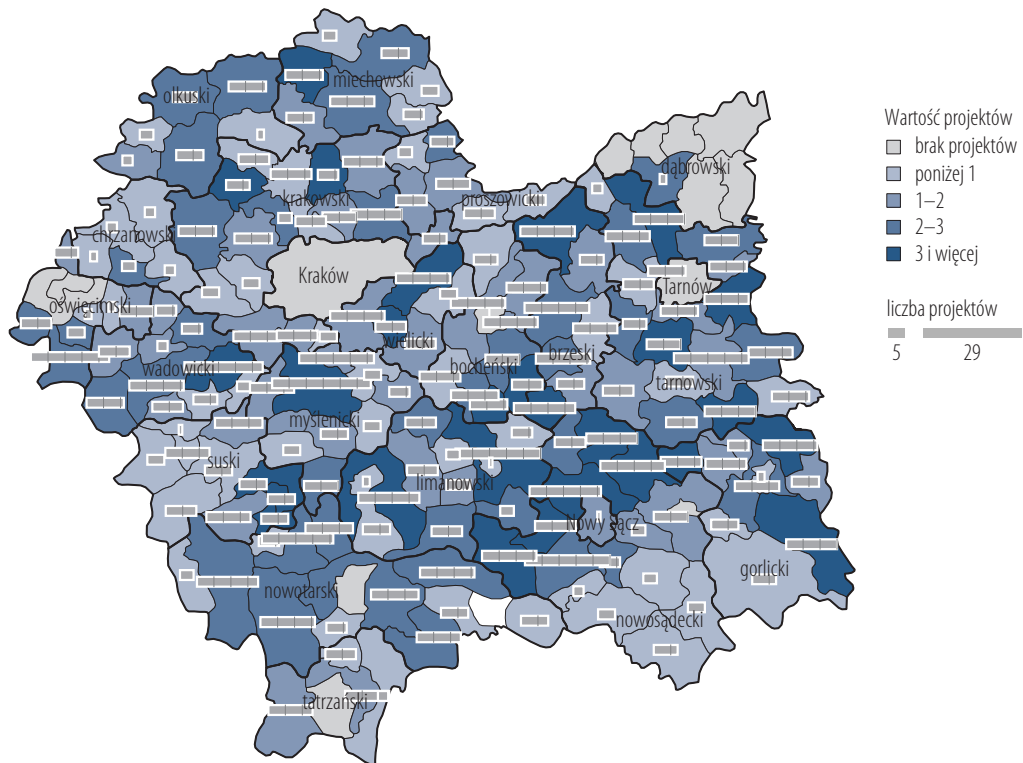 miechowski
olkuski
dąbrowski
krakowski
proszowicki
chrzanowski
Kraków
Tarnów
oświęcimski
wielicki
wadowicki
bocheński
brzeski
tarnowski
myślenicki
suski
limanowski
Nowy Sącz
gorlicki
nowotarski
nowosądecki
tatrzański
Wartość projektów
brak projektów
poniżej 1
1–2
2–3
3 i więcej
liczba projektów
5 29